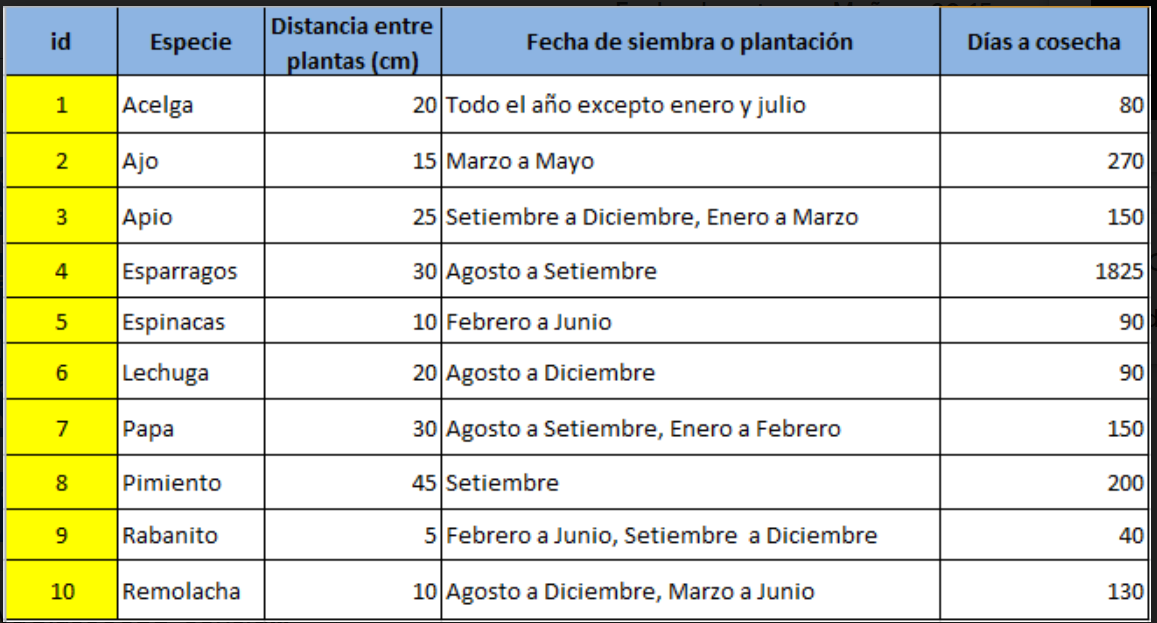 id Especie Distancia entre plantas (cm) Fecha de siembra o plantación Días a cosecha
1 Acelga 20 Todo el año excepto enero y julio 80
2 Ajo 15 Marzo a Mayo 270
3 Apio 25 Setiembre a Diciembre, Enero a Marzo 150
4 Esparragos 30 Agosto a Setiembre 1825
5 Espinacas 10 Febrero a Junio 90
6 Lechuga 20 Agosto a Diciembre 90
7 Papa 30 Agosto a Setiembre, Enero a Febrero 150
8 Pimiento 45 Setiembre 200
9 Rabanito 5 Febrero a Junio, Setiembre a Diciembre 40
10 Remolacha 10 Agosto a Diciembre, Marzo a Junio 130